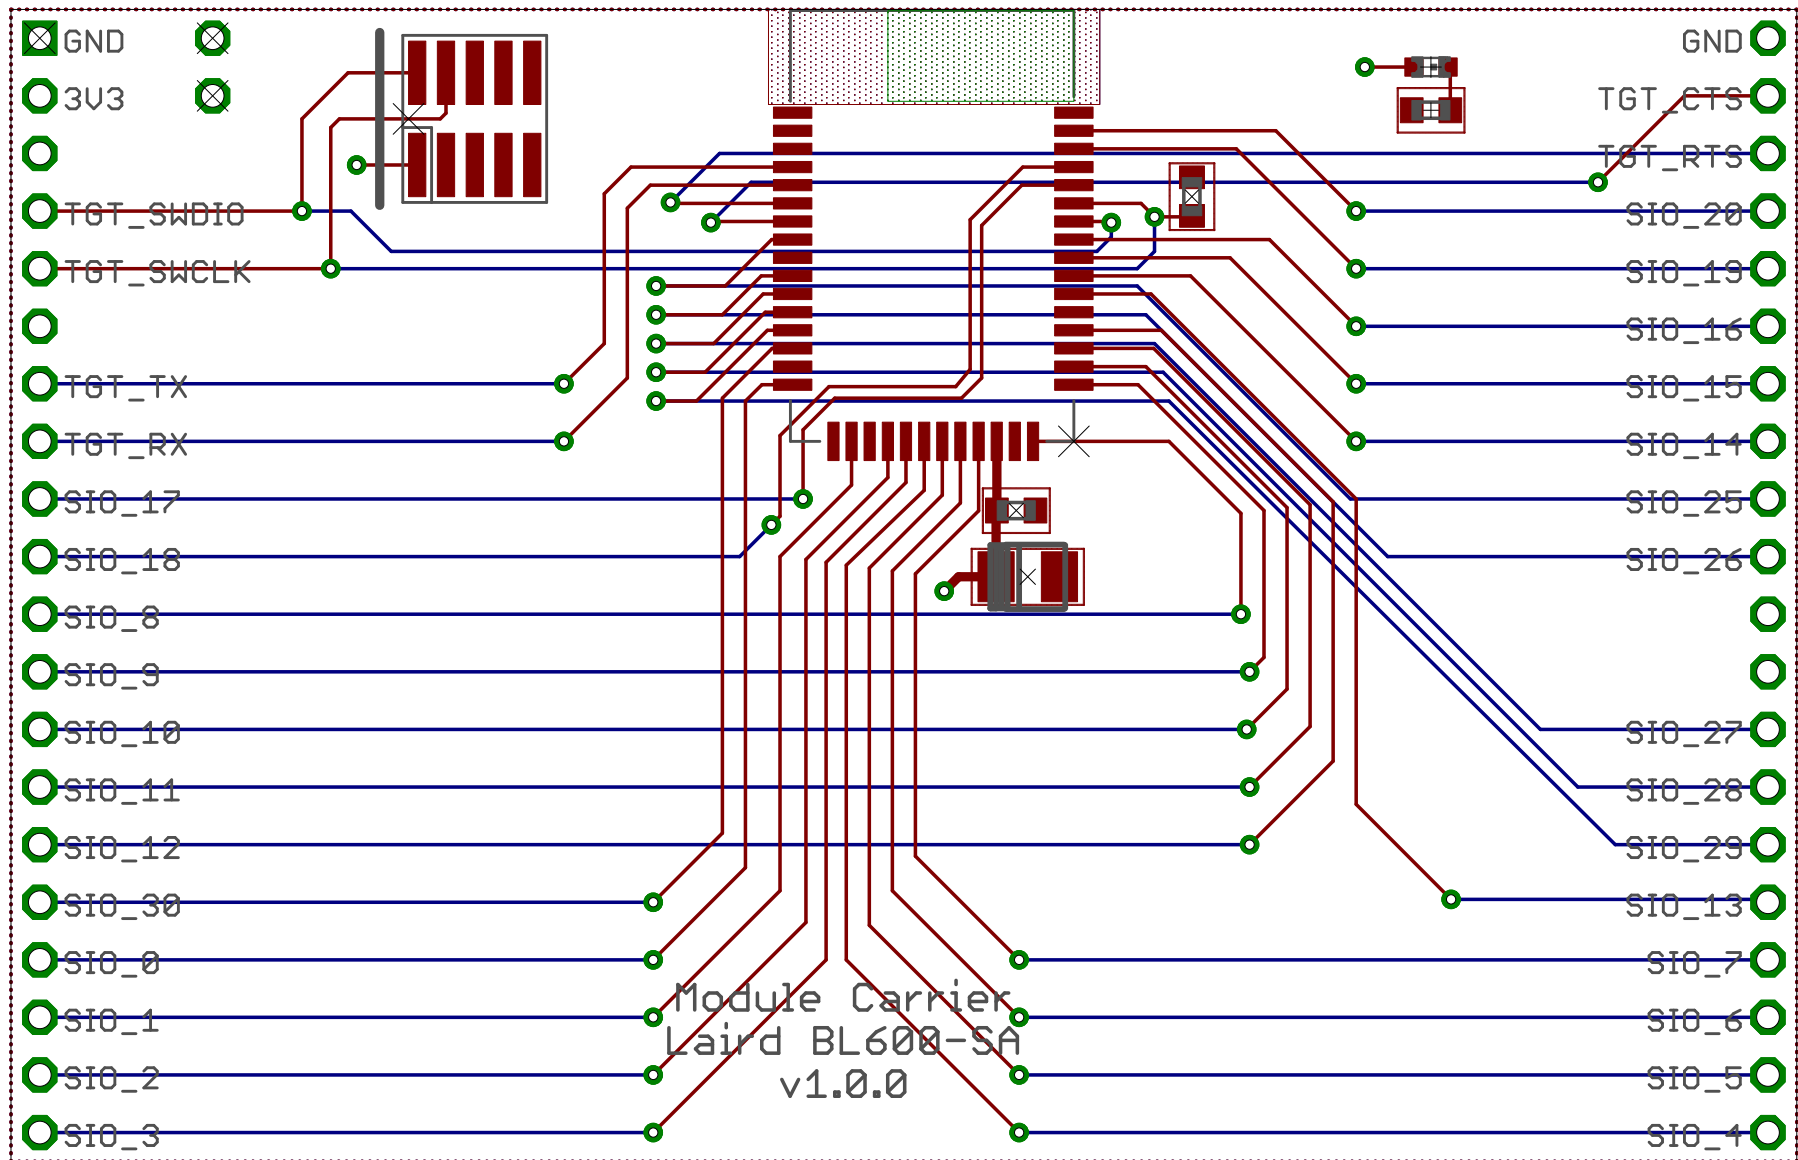 GND
3V3
TGT_SWDIO
TGT_SWCLK
TGT_TX
TGT_RX
SIO_17
SIO_18
SIO_8
SIO_9
SIO_10
SIO_11
SIO_12
SIO_30
SIO_0
SIO_1
SIO_2
SIO_3
Module Carrier
Laird BL600-SA
v1.0.0
GND
TGT_CTS
TGT_RTS
SIO_20
SIO_19
SIO_16
SIO_15
SIO_14
SIO_25
SIO_26
SIO_27
SIO_28
SIO_29
SIO_13
SIO_7
SIO_6
SIO_5
SIO_4